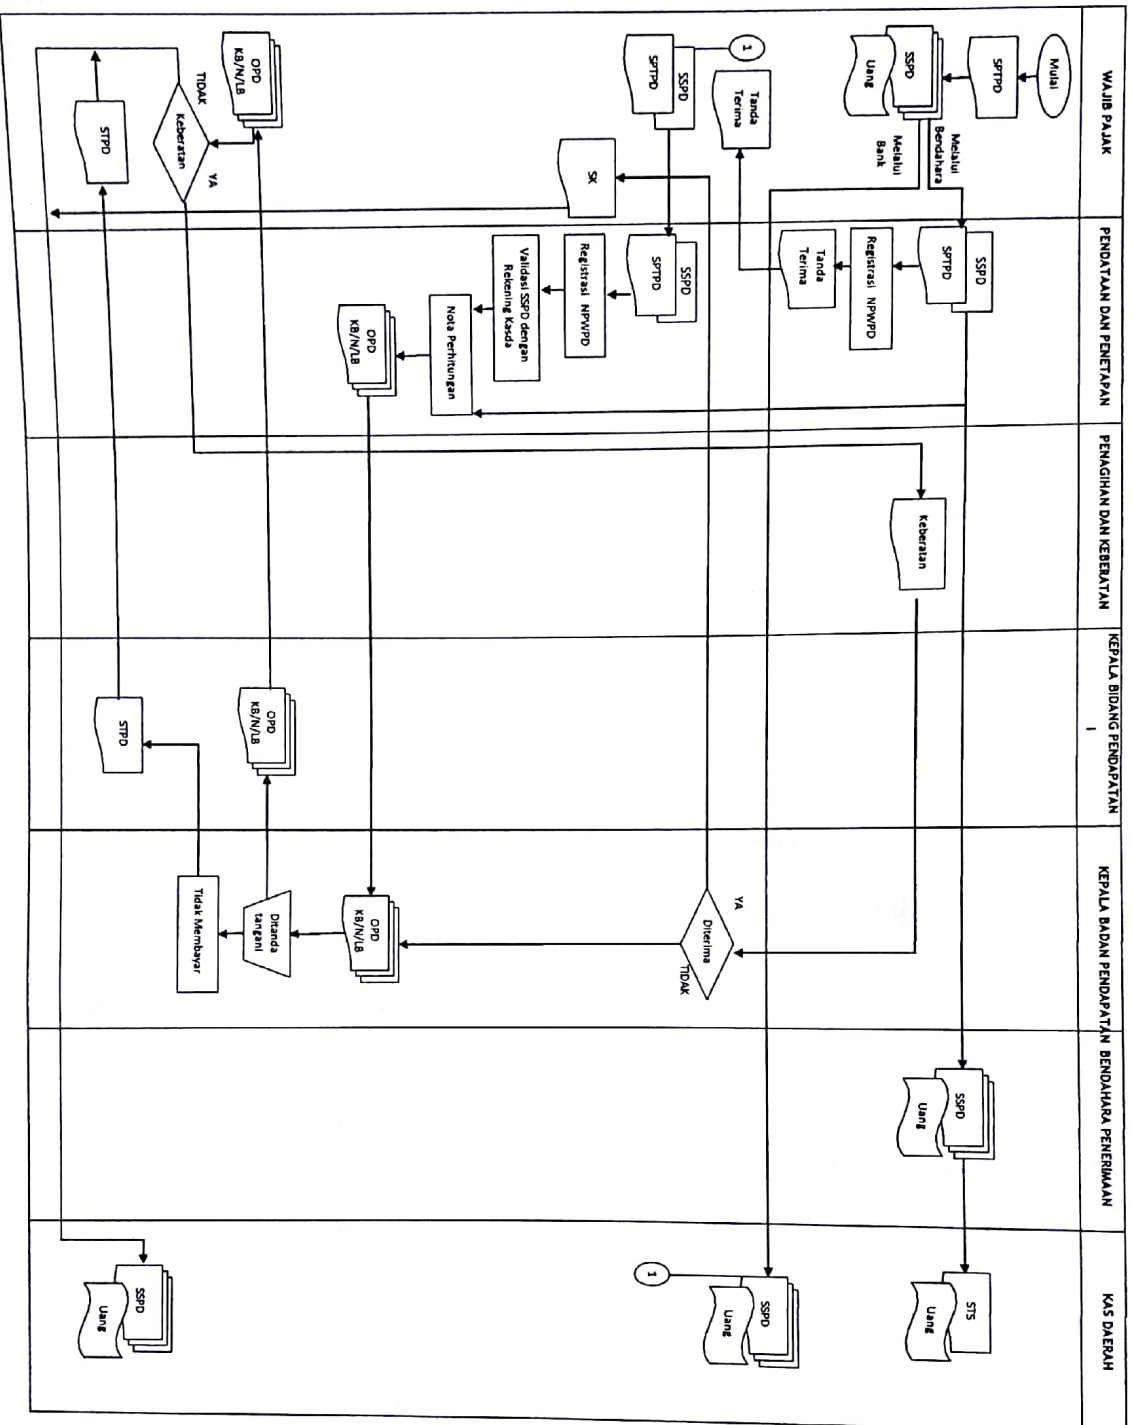 WAJIB PAJAK
PENDATAAN DAN PENETAPAN
PENAGIHAN DAN KEBERATAN
KEPALA BIDANG PENDAPATAN
I
KEPALA BADAN PENDAPATAN
BENDAHARA PENERIMAAN
KAS DAERAH
Mulai
SPTPD
SSPD
Uang
Melalui
Bendahara
Melalui
Bank
1
Tanda
Terima
SSPD
SPTPD
SK
OPD
KB/N/LB
TIDAK
Keberatan
YA
STPD
SSPD
SPTPD
Registrasi NPWPD
Tanda
Terima
SSPD
SPTPD
Registrasi NPWPD
Validasi SSPD dengan
Rekening Kasda
Nota Perhitungan
OPD
KB/N/LB
Keberatan
OPD
KB/N/LB
STPD
YA
Diterima
TIDAK
OPD
KB/N/LB
Ditanda
tangani
Tidak Membayar
SSPD
Uang
STS
Uang
SSPD
Uang
1
SSPD
Uang